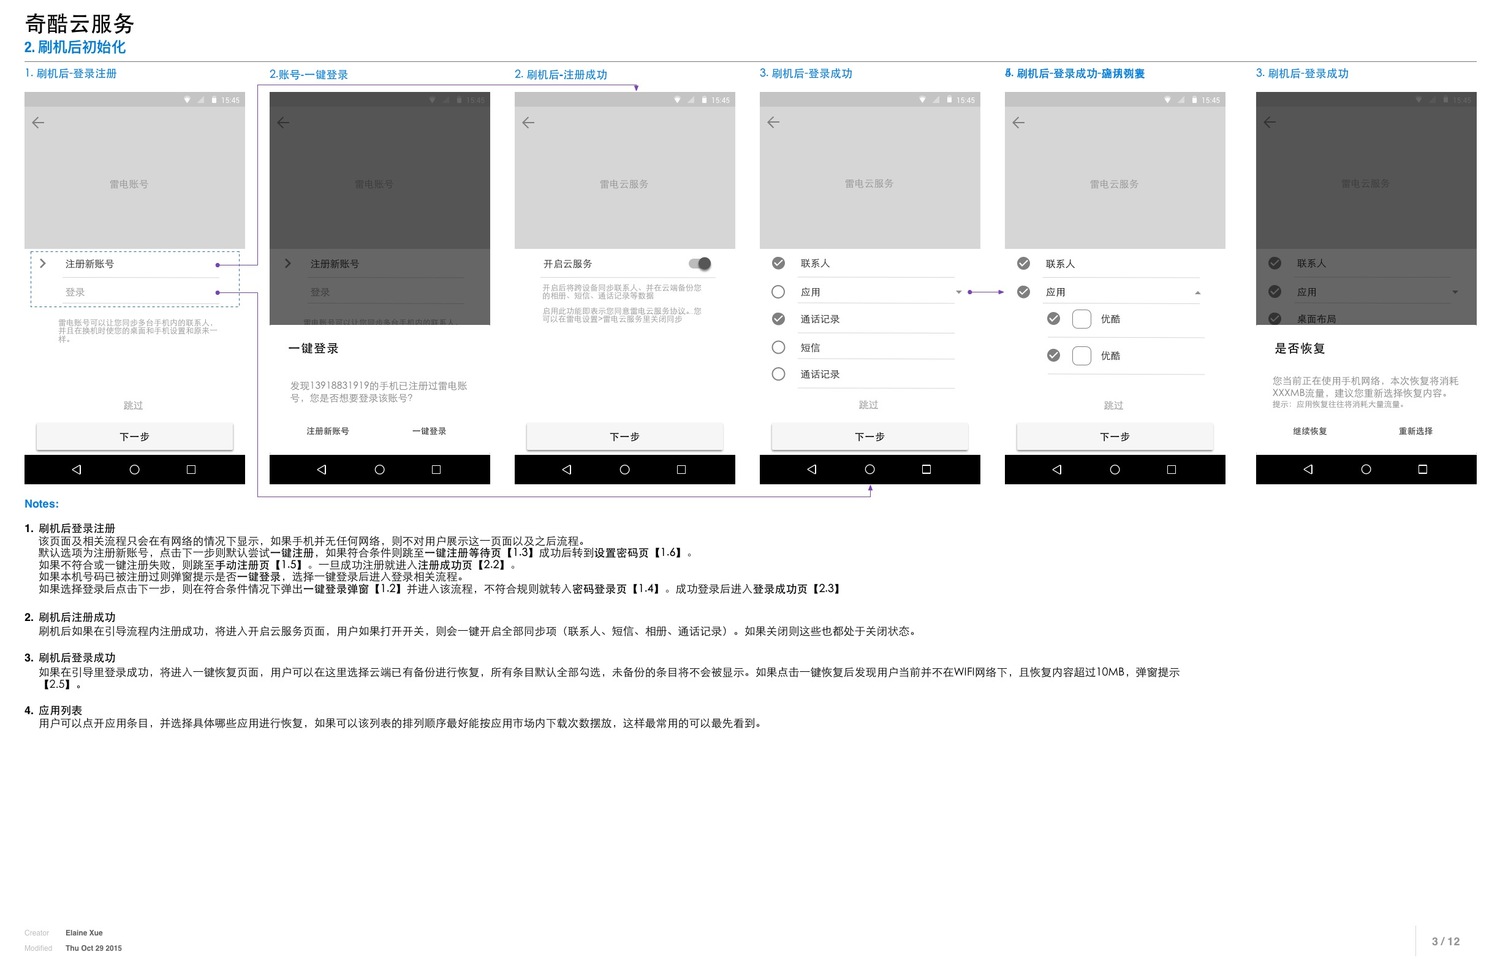 奇酷云服务
2. 刷机后初始化
1. 刷机后-登录注册
15:45
雷电账号
注册新账号
登录
雷电账号可以让您同步多台手机内的联系人，
并且在换机时使您的桌面和手机设置和原来一
样。
跳过
下一步
2.账号-一键登录
15:45
雷电账号
注册新账号
登录
雷电账号可以让您同步多台手机内的联系人，
一键登录
发现13918831919的手机已注册过雷电账
号，您是否想要登录该账号？
注册新账号 一键登录
2. 刷机后-注册成功
15:45
雷电云服务
开启云服务
开启后将跨设备同步联系人、并在云端备份您
的相册、短信、通话记录等数据
启用此功能即表示您同意雷电云服务协议。您
可以在雷电设置>雷电云服务里关闭同步
跳过
下一步
3. 刷机后-登录成功
15:45
雷电云服务
联系人
应用
通话记录
短信
通话记录
跳过
下一步
刷机后-登录成功-
15:45
雷电云服务
联系人
应用
优酷
优酷
跳过
下一步
3. 刷机后-登录成功
15:45
雷电云服务
联系人
应用
桌面布局
是否恢复
您当前正在使用手机网络，本次恢复将消耗
XXXMB流量，建议您重新选择恢复内容。
提示：应用恢复往往将消耗大量流量。
继续恢复 重新选择
Notes:
1. 刷机后登录注册
该页面及相关流程只会在有网络的情况下显示，如果手机并无任何网络，则不对用户展示这一页面以及之后流程。
默认选项为注册新账号，点击下一步则默认尝试一键注册，如果符合条件则跳至一键注册等待页【1.3】成功后转到设置密码页【1.6】。
如果不符合或一键注册失败，则跳至手动注册页【1.5】。一旦成功注册就进入注册成功页【2.2】。
如果本机号码已被注册过则弹窗提示是否一键登录，选择一键登录后进入登录相关流程。
如果选择登录后点击下一步，则在符合条件情况下弹出一键登录弹窗【1.2】并进入该流程，不符合规则就转入密码登录页【1.4】。成功登录后进入登录成功页【2.3】
2. 刷机后注册成功
刷机后如果在引导流程内注册成功，将进入开启云服务页面，用户如果打开开关，则会一键开启全部同步项（联系人、短信、相册、通话记录）。如果关闭则这些也都处于关闭状态。
3. 刷机后登录成功
如果在引导里登录成功，将进入一键恢复页面，用户可以在这里选择云端已有备份进行恢复，所有条目默认全部勾选，未备份的条目将不会被显示。如果点击一键恢复后发现用户当前并不在WIFI网络下，且恢复内容超过10MB，弹窗提示
【2.5】。
4. 应用列表
用户可以点开应用条目，并选择具体哪些应用进行恢复，如果可以该列表的排列顺序最好能按应用市场内下载次数摆放，这样最常用的可以最先看到。
Creator Elaine Xue
Modified Thu Oct 29 2015
3 / 12